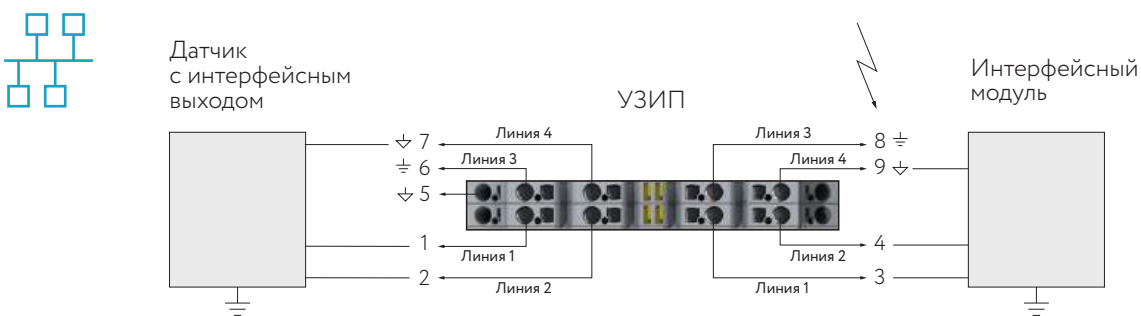 Датчик
с интерфейсным
выходом
УЗИП
Интерфейсный
модуль
7
Линия 4
Линия 3
8
6
Линия 3
Линия 4
9
5
1
Линия 1
Линия 2
4
2
Линия 2
Линия 1
3